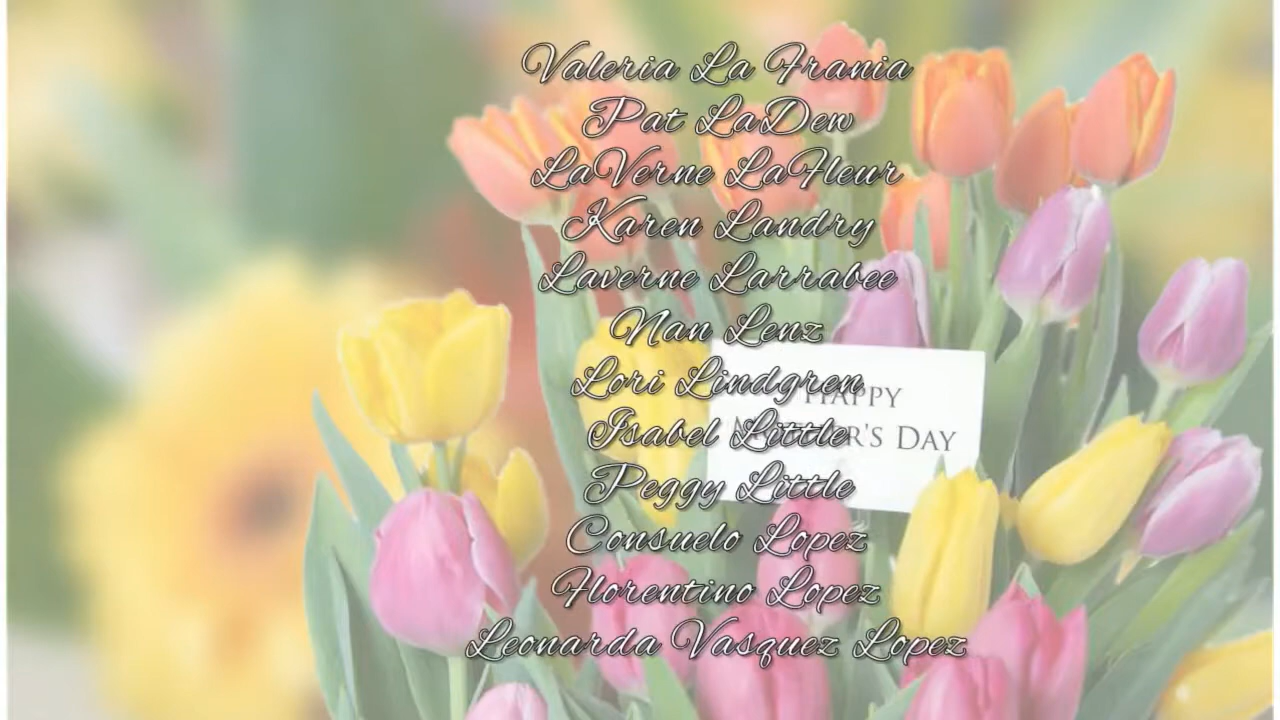 Valeria La Frania
Pat LaDew
LaVerne LaFleur
Karen Landry
Laverne Larrabee
Nan Lenz
Lori Lindgren
HAPPY
Isabel Little
MOTHER'S DAY
Peggy Little
Consuelo Lopez
Florentino Lopez
Leonarda Vasquez Lopez